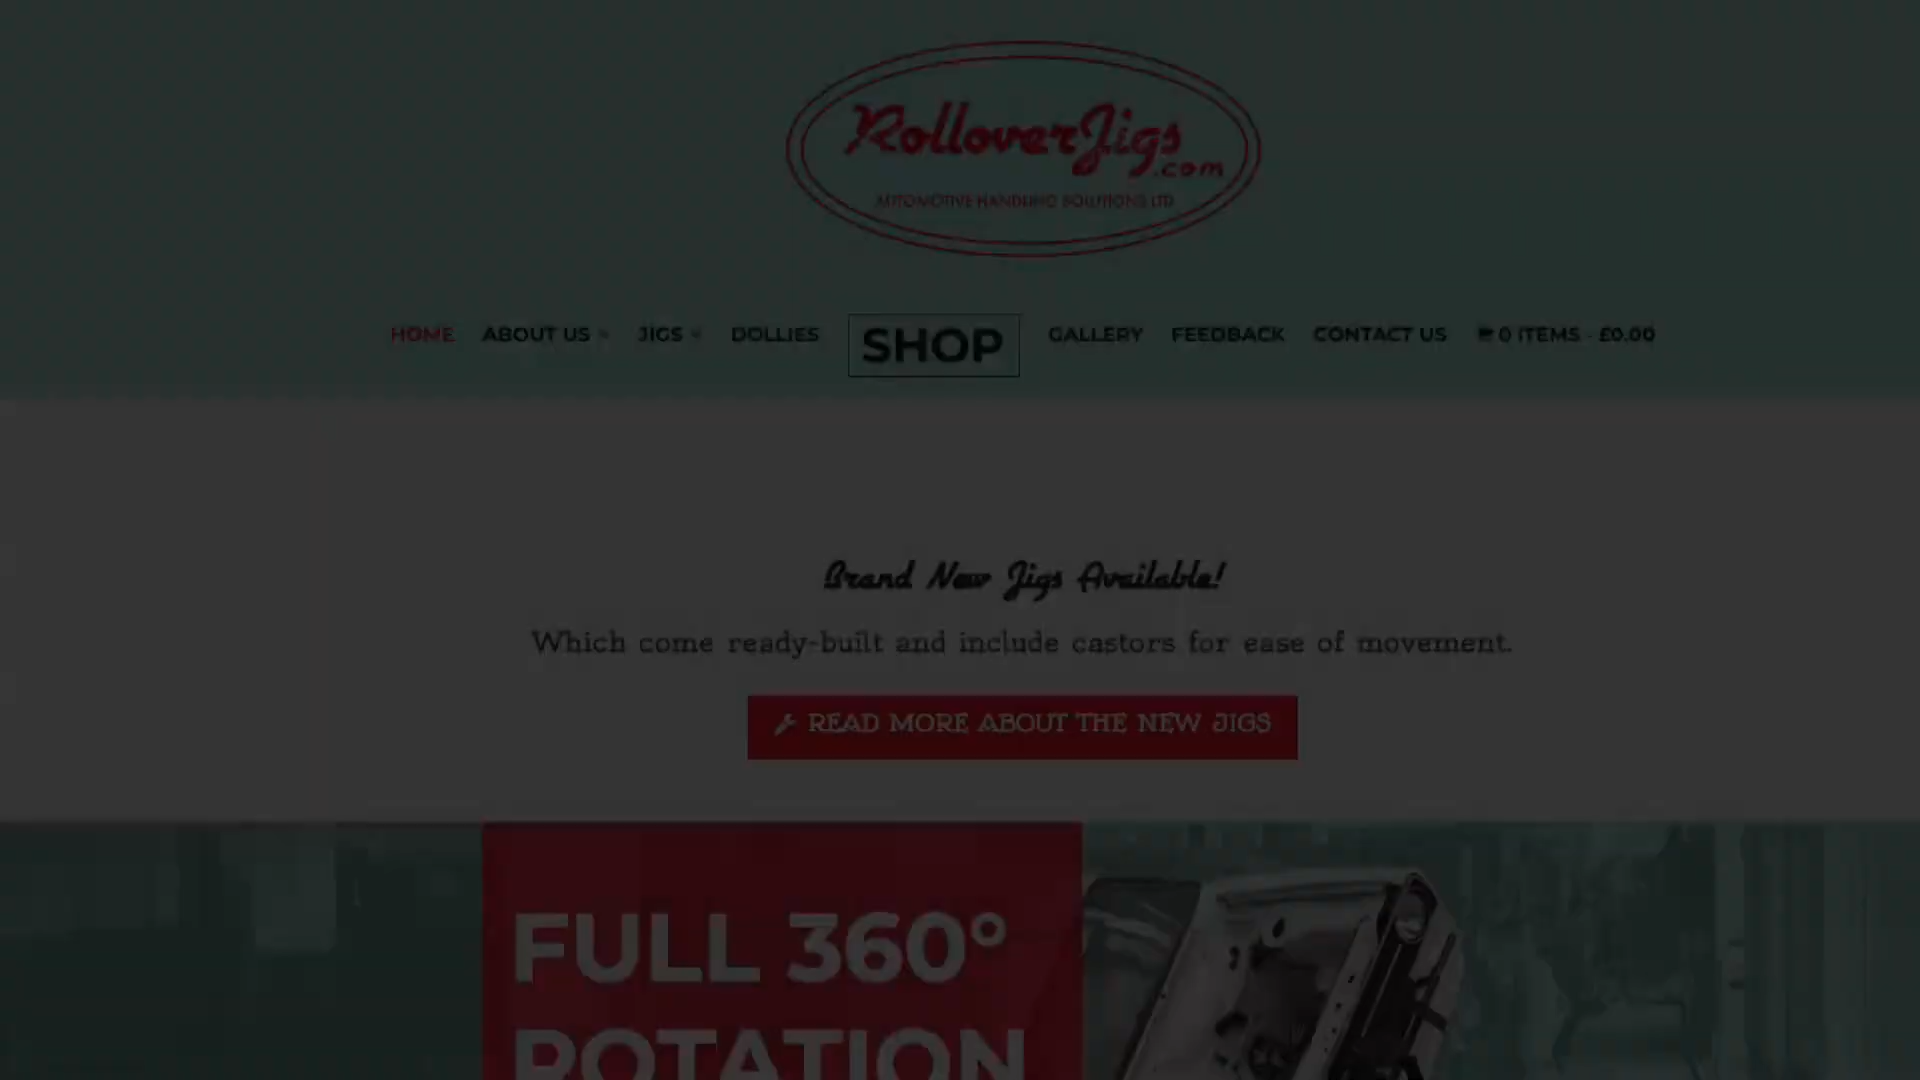 RolloverJigs
.com
AUTOMOTIVE HANDLING SOLUTIONS LTD
HOME ABOUT US JIGS DOLLIES SHOP GALLERY FEEDBACK CONTACT US 0 ITEMS - £0.00
Brand New Jigs Available!
Which come ready-built and include castors for ease of movement.
READ MORE ABOUT THE NEW JIGS
FULL 360°
ROTATION